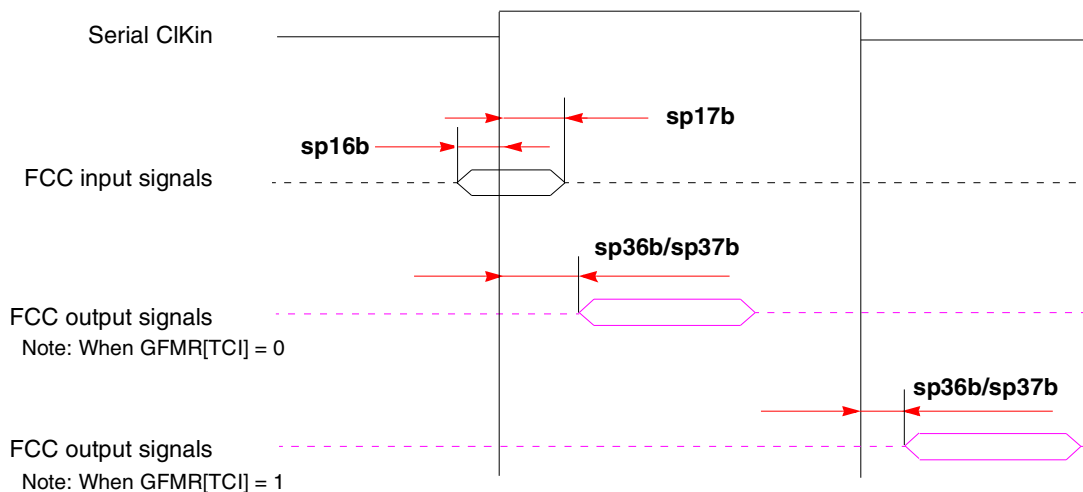 Serial ClKin
sp17b
sp16b
FCC input signals
sp36b/sp37b
FCC output signals
Note: When GFMR[TCI] = 0
sp36b/sp37b
FCC output signals
Note: When GFMR[TCI] = 1